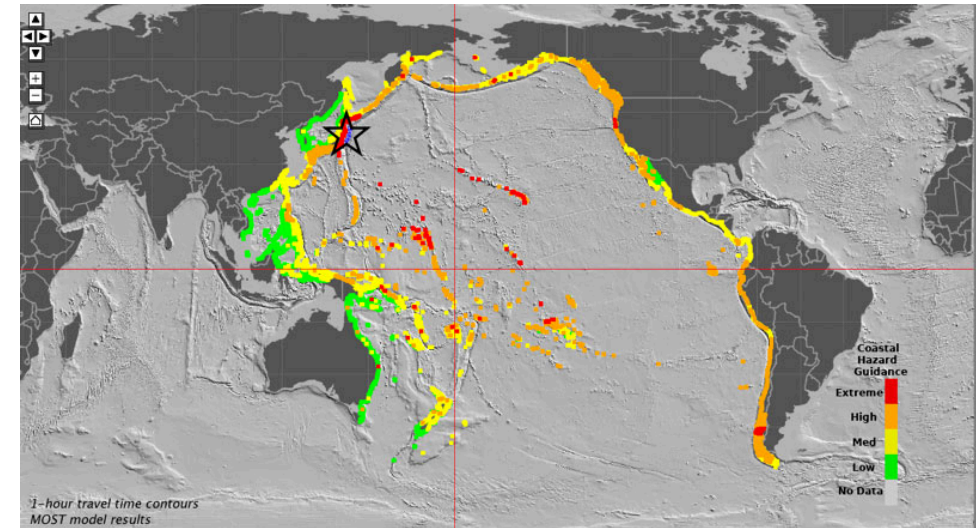 Coastal
Hazard
Guidance
Extreme
High
Med
Low
No Data
1-hour travel time contours
MOST model results